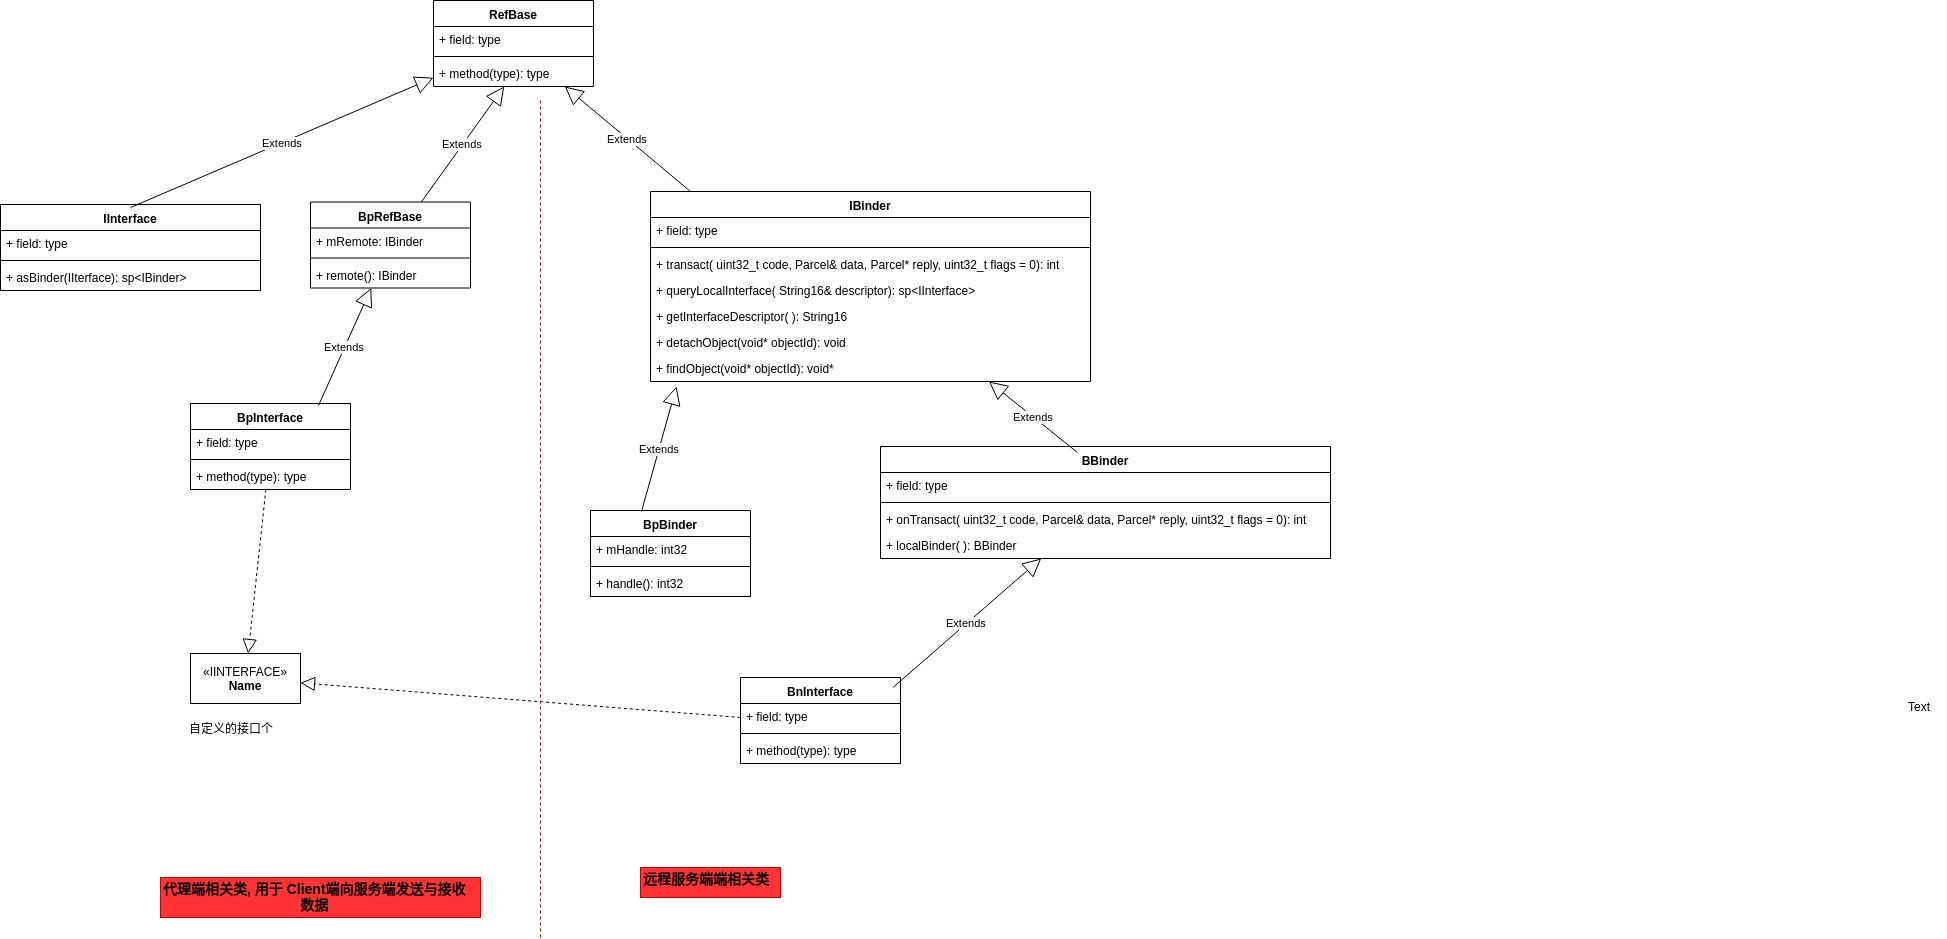 RefBase
+ field: type
+ method(type): type
Extends
Extends
Extends
IInterface
+ field: type
+ asBinder(IIterface): sp<IBinder>
BpRefBase
+ mRemote: IBinder
+ remote(): IBinder
IBinder
+ field: type
+ transact( uint32_t code, Parcel& data, Parcel* reply, uint32_t flags = 0): int
+ queryLocalInterface( String16& descriptor): sp<IInterface>
+ getInterfaceDescriptor( ): String16
+ detachObject(void* objectId): void
+ findObject(void* objectId): void*
Extends
BpInterface
+ field: type
+ method(type): type
Extends
Extends
BBinder
+ field: type
+ onTransact( uint32_t code, Parcel& data, Parcel* reply, uint32_t flags = 0): int
+ localBinder( ): BBinder
BpBinder
+ mHandle: int32
+ handle(): int32
Extends
«IINTERFACE»
Name
自定义的接口个
BnInterface
+ field: type
+ method(type): type
Text
代理端相关类, 用于 Client端向服务端发送与接收
数据
远程服务端端相关类